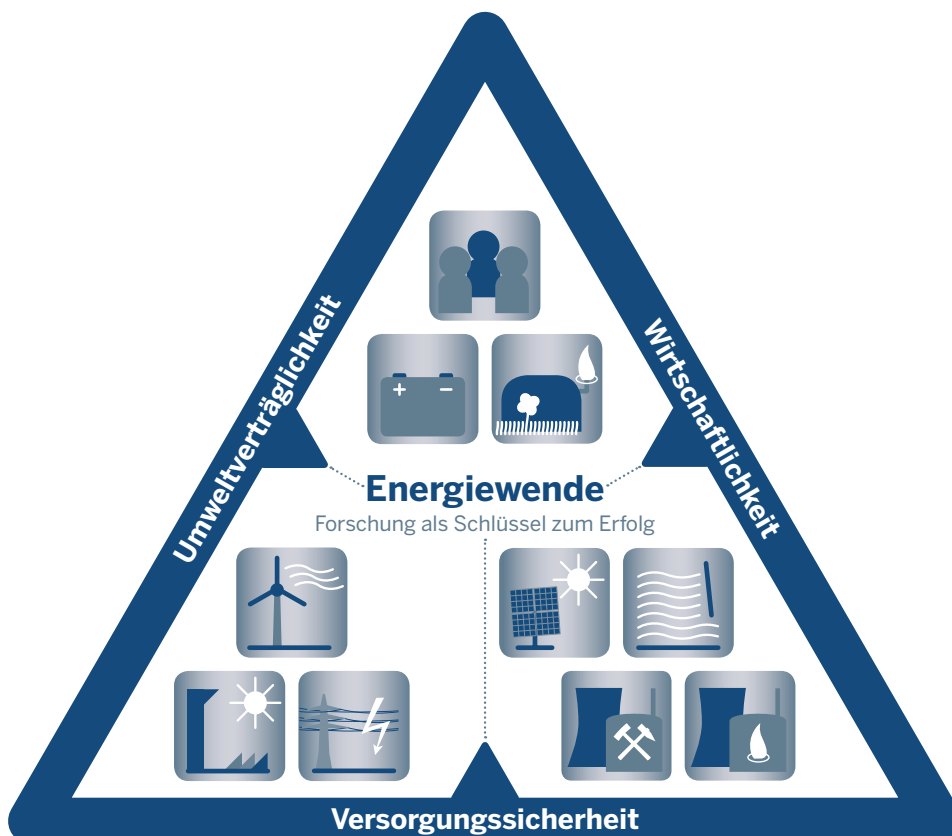 Umweltverträglichkeit
Wirtschaftlichkeit
+ −
Energiewende
Forschung als Schlüssel zum Erfolg
Versorgungssicherheit